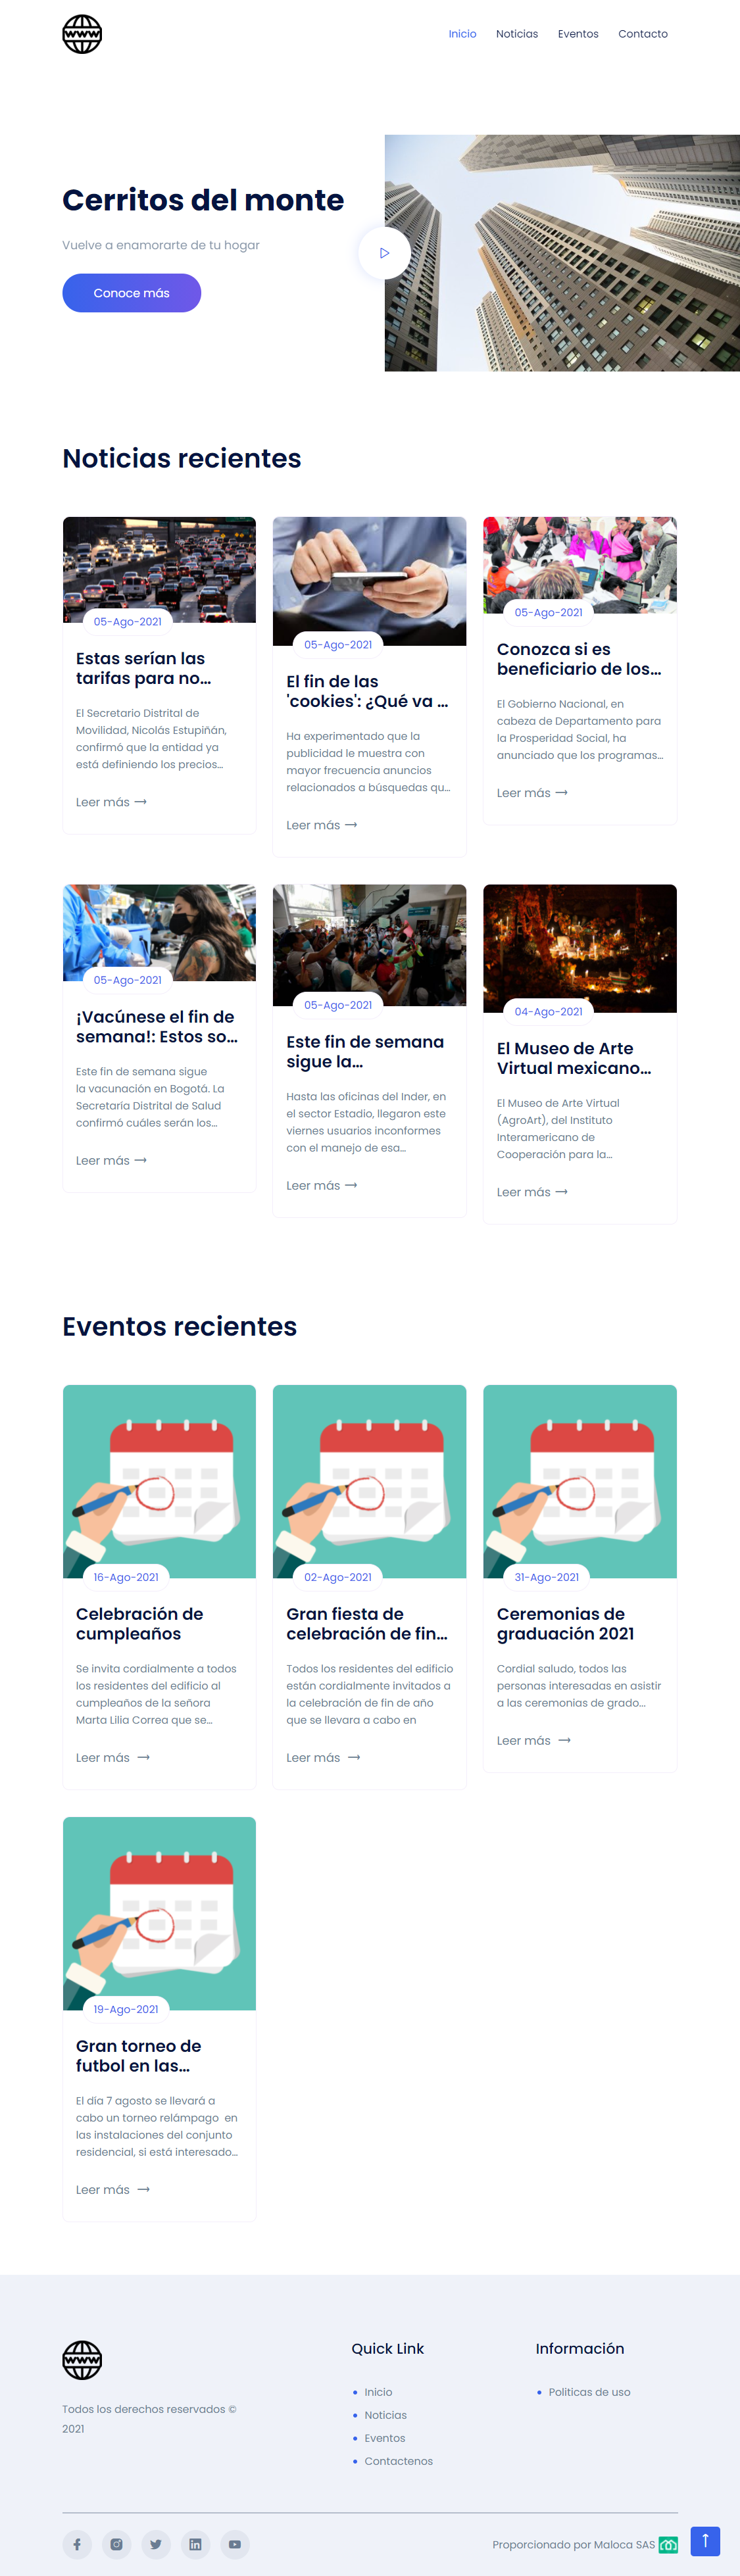 WWW
Inicio Noticias Eventos Contacto
Cerritos del monte
Vuelve a enamorarte de tu hogar
Conoce más
Noticias recientes
05-Ago-2021
Estas serían las
tarifas para no...
El Secretario Distrital de
Movilidad, Nicolás Estupiñán,
confirmó que la entidad ya
está definiendo los precios...
Leer más
05-Ago-2021
El fin de las
'cookies': ¿Qué va ...
Ha experimentado que la
publicidad le muestra con
mayor frecuencia anuncios
relacionados a búsquedas qu...
Leer más
05-Ago-2021
Conozca si es
beneficiario de los...
El Gobierno Nacional, en
cabeza de Departamento para
la Prosperidad Social, ha
anunciado que los programas...
Leer más
05-Ago-2021
¡Vacúnese el fin de
semana!: Estos so...
Este fin de semana sigue
la vacunación en Bogotá. La
Secretaría Distrital de Salud
confirmó cuáles serán los...
Leer más
05-Ago-2021
Este fin de semana
sigue la...
Hasta las oficinas del Inder, en
el sector Estadio, llegaron este
viernes usuarios inconformes
con el manejo de esa...
Leer más
04-Ago-2021
El Museo de Arte
Virtual mexicano...
El Museo de Arte Virtual
(AgroArt), del Instituto
Interamericano de
Cooperación para la...
Leer más
Eventos recientes
16-Ago-2021
Celebración de
cumpleaños
Se invita cordialmente a todos
los residentes del edificio al
cumpleaños de la señora
Marta Lilia Correa que se...
Leer más
02-Ago-2021
Gran fiesta de
celebración de fin...
Todos los residentes del edificio
están cordialmente invitados a
la celebración de fin de año
que se llevara a cabo en
Leer más
31-Ago-2021
Ceremonias de
graduación 2021
Cordial saludo, todos las
personas interesadas en asistir
a las ceremonias de grado...
Leer más
19-Ago-2021
Gran torneo de
futbol en las...
El día 7 agosto se llevará a
cabo un torneo relámpago en
las instalaciones del conjunto
residencial, si está interesado...
Leer más
WWW
Todos los derechos reservados ©
2021
Quick Link
Inicio
Noticias
Eventos
Contactenos
Información
Políticas de uso
Proporcionado por Maloca SAS